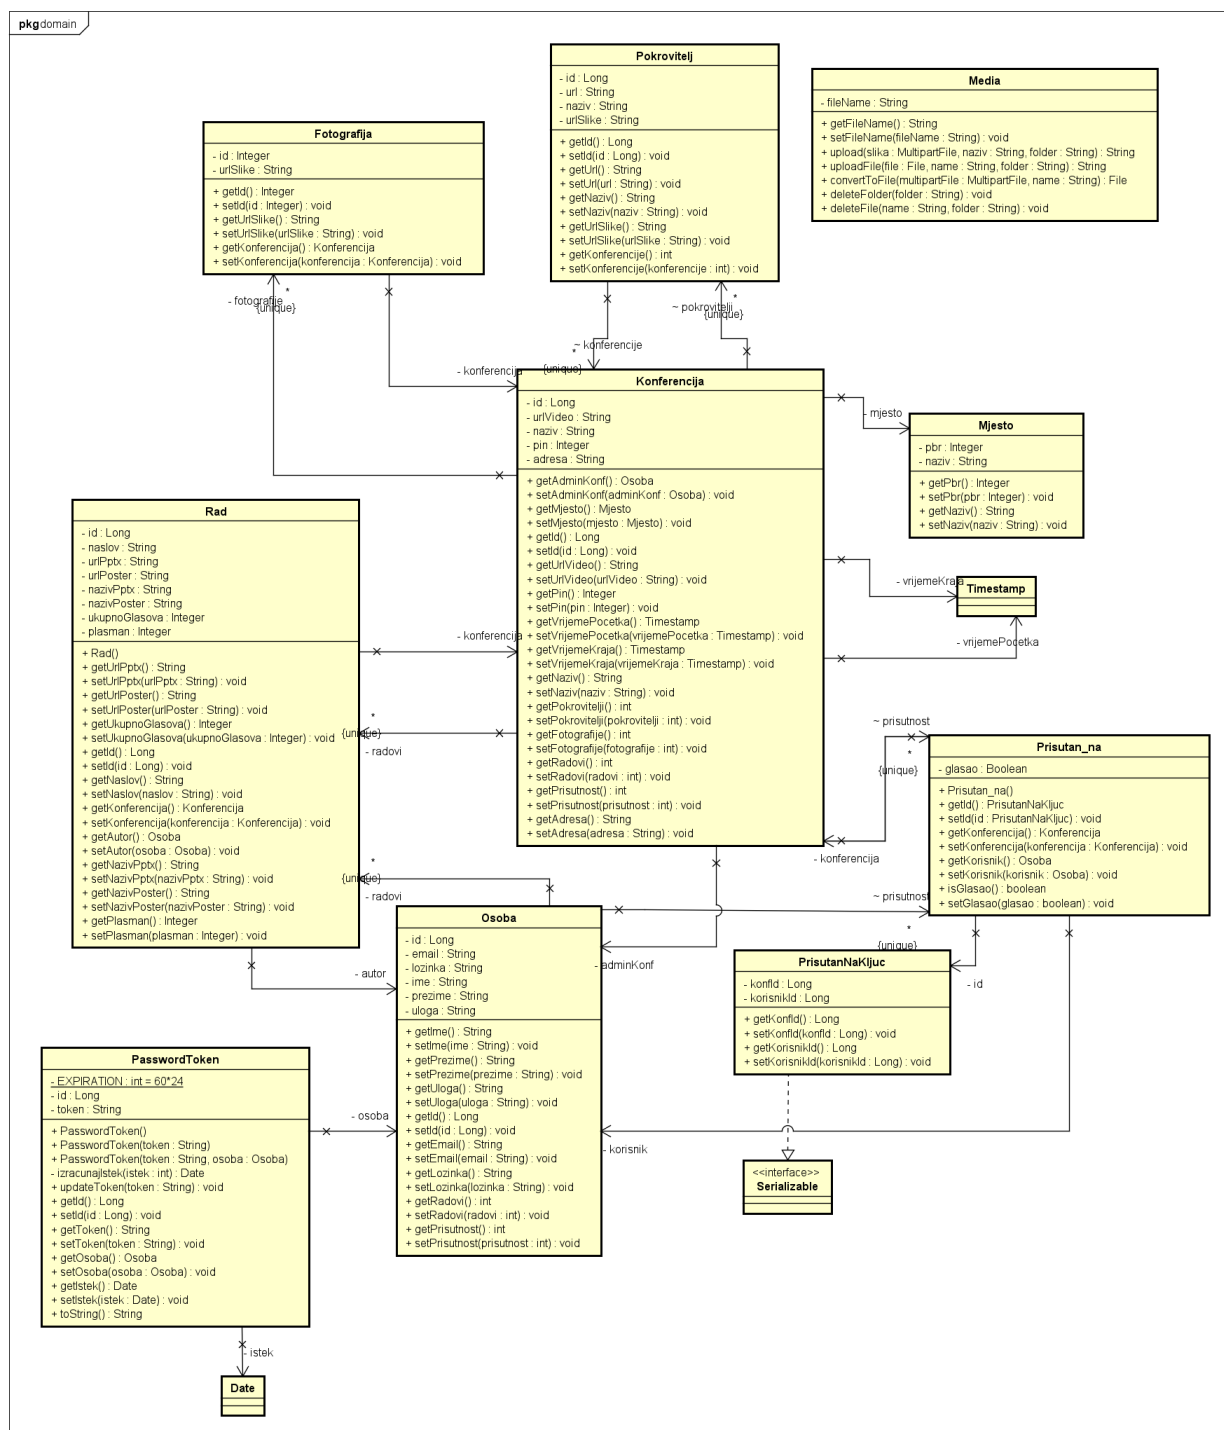 pkg domain
Pokrovitelj
- id : Long
- url : String
- naziv : String
- urlSlike : String
+ getId() : Long
+ setId(id : Long) : void
+ getUrl() : String
+ setUrl(url : String) : void
+ getNaziv() : String
+ setNaziv(naziv : String) : void
+ getUrlSlike() : String
+ setUrlSlike(urlSlike : String) : void
+ getKonferencije() : int
+ setKonferencije(konferencije : int) : void
Media
- fileName : String
+ getFileName() : String
+ setFileName(fileName : String) : void
+ upload(slika : MultipartFile, naziv : String, folder : String) : String
+ uploadFile(file : File, name : String, folder : String) : String
+ convertToFile(multipartFile : MultipartFile, name : String) : File
+ deleteFolder(folder : String) : void
+ deleteFile(name : String, folder : String) : void
Fotografija
- id : Integer
- urlSlike : String
+ getId() : Integer
+ setId(id : Integer) : void
+ getUrlSlike() : String
+ setUrlSlike(urlSlike : String) : void
+ getKonferencija() : Konferencija
+ setKonferencija(konferencija : Konferencija) : void
- fotografije
*
{unique}
~ pokrovitelji
*
{unique}
~ konferencije
*
{unique}
- konferencija
Konferencija
- id : Long
- urlVideo : String
- naziv : String
- pin : Integer
- adresa : String
+ getAdminKonf() : Osoba
+ setAdminKonf(adminKonf : Osoba) : void
+ getMjesto() : Mjesto
+ setMjesto(mjesto : Mjesto) : void
+ getId() : Long
+ setId(id : Long) : void
+ getUrlVideo() : String
+ setUrlVideo(urlVideo : String) : void
+ getPin() : Integer
+ setPin(pin : Integer) : void
+ getVrijemePocetka() : Timestamp
+ setVrijemePocetka(vrijemePocetka : Timestamp) : void
+ getVrijemeKraja() : Timestamp
+ setVrijemeKraja(vrijemeKraja : Timestamp) : void
+ getNaziv() : String
+ setNaziv(naziv : String) : void
+ getPokrovitelji() : int
+ setPokrovitelji(pokrovitelji : int) : void
+ getFotografije() : int
+ setFotografije(fotografije : int) : void
+ getRadovi() : int
+ setRadovi(radovi : int) : void
+ getPrisutnost() : int
+ setPrisutnost(prisutnost : int) : void
+ getAdresa() : String
+ setAdresa(adresa : String) : void
- mjesto
Mjesto
- pbr : Integer
- naziv : String
+ getPbr() : Integer
+ setPbr(pbr : Integer) : void
+ getNaziv() : String
+ setNaziv(naziv : String) : void
- vrijemeKraja
Timestamp
- vrijemePocetka
Rad
- id : Long
- naslov : String
- urlPptx : String
- urlPoster : String
- nazivPptx : String
- nazivPoster : String
- ukupnoGlasova : Integer
- plasman : Integer
+ Rad()
+ getUrlPptx() : String
+ setUrlPptx(urlPptx : String) : void
+ getUrlPoster() : String
+ setUrlPoster(urlPoster : String) : void
+ getUkupnoGlasova() : Integer
+ setUkupnoGlasova(ukupnoGlasova : Integer) : void
+ getId() : Long
+ setId(id : Long) : void
+ getNaslov() : String
+ setNaslov(naslov : String) : void
+ getKonferencija() : Konferencija
+ setKonferencija(konferencija : Konferencija) : void
+ getAutor() : Osoba
+ setAutor(osoba : Osoba) : void
+ getNazivPptx() : String
+ setNazivPptx(nazivPptx : String) : void
+ getNazivPoster() : String
+ setNazivPoster(nazivPoster : String) : void
+ getPlasman() : Integer
+ setPlasman(plasman : Integer) : void
- konferencija
*
{unique}
- radovi
*
{unique}
- radovi
~ prisutnost
*
{unique}
Prisutan_na
- glasao : Boolean
+ Prisutan_na()
+ getId() : PrisutanNaKljuc
+ setId(id : PrisutanNaKljuc) : void
+ getKonferencija() : Konferencija
+ setKonferencija(konferencija : Konferencija) : void
+ getKorisnik() : Osoba
+ setKorisnik(korisnik : Osoba) : void
+ isGlasao() : boolean
+ setGlasao(glasao : boolean) : void
- konferencija
~ prisutnost
*
{unique}
Osoba
- id : Long
- email : String
- lozinka : String
- ime : String
- prezime : String
- uloga : String
+ getIme() : String
+ setIme(ime : String) : void
+ getPrezime() : String
+ setPrezime(prezime : String) : void
+ getUloga() : String
+ setUloga(uloga : String) : void
+ getId() : Long
+ setId(id : Long) : void
+ getEmail() : String
+ setEmail(email : String) : void
+ getLozinka() : String
+ setLozinka(lozinka : String) : void
+ getRadovi() : int
+ setRadovi(radovi : int) : void
+ getPrisutnost() : int
+ setPrisutnost(prisutnost : int) : void
- adminKonf
- autor
PrisutanNaKljuc
- konfId : Long
- korisnikId : Long
+ getKonfId() : Long
+ setKonfId(konfId : Long) : void
+ getKorisnikId() : Long
+ setKorisnikId(korisnikId : Long) : void
- id
- korisnik
<<interface>>
Serializable
PasswordToken
- EXPIRATION : int = 60*24
- id : Long
- token : String
+ PasswordToken()
+ PasswordToken(token : String)
+ PasswordToken(token : String, osoba : Osoba)
- izracunajIstek(istek : int) : Date
+ updateToken(token : String) : void
+ getId() : Long
+ setId(id : Long) : void
+ getToken() : String
+ setToken(token : String) : void
+ getOsoba() : Osoba
+ setOsoba(osoba : Osoba) : void
+ getIstek() : Date
+ setIstek(istek : Date) : void
+ toString() : String
- osoba
- istek
Date